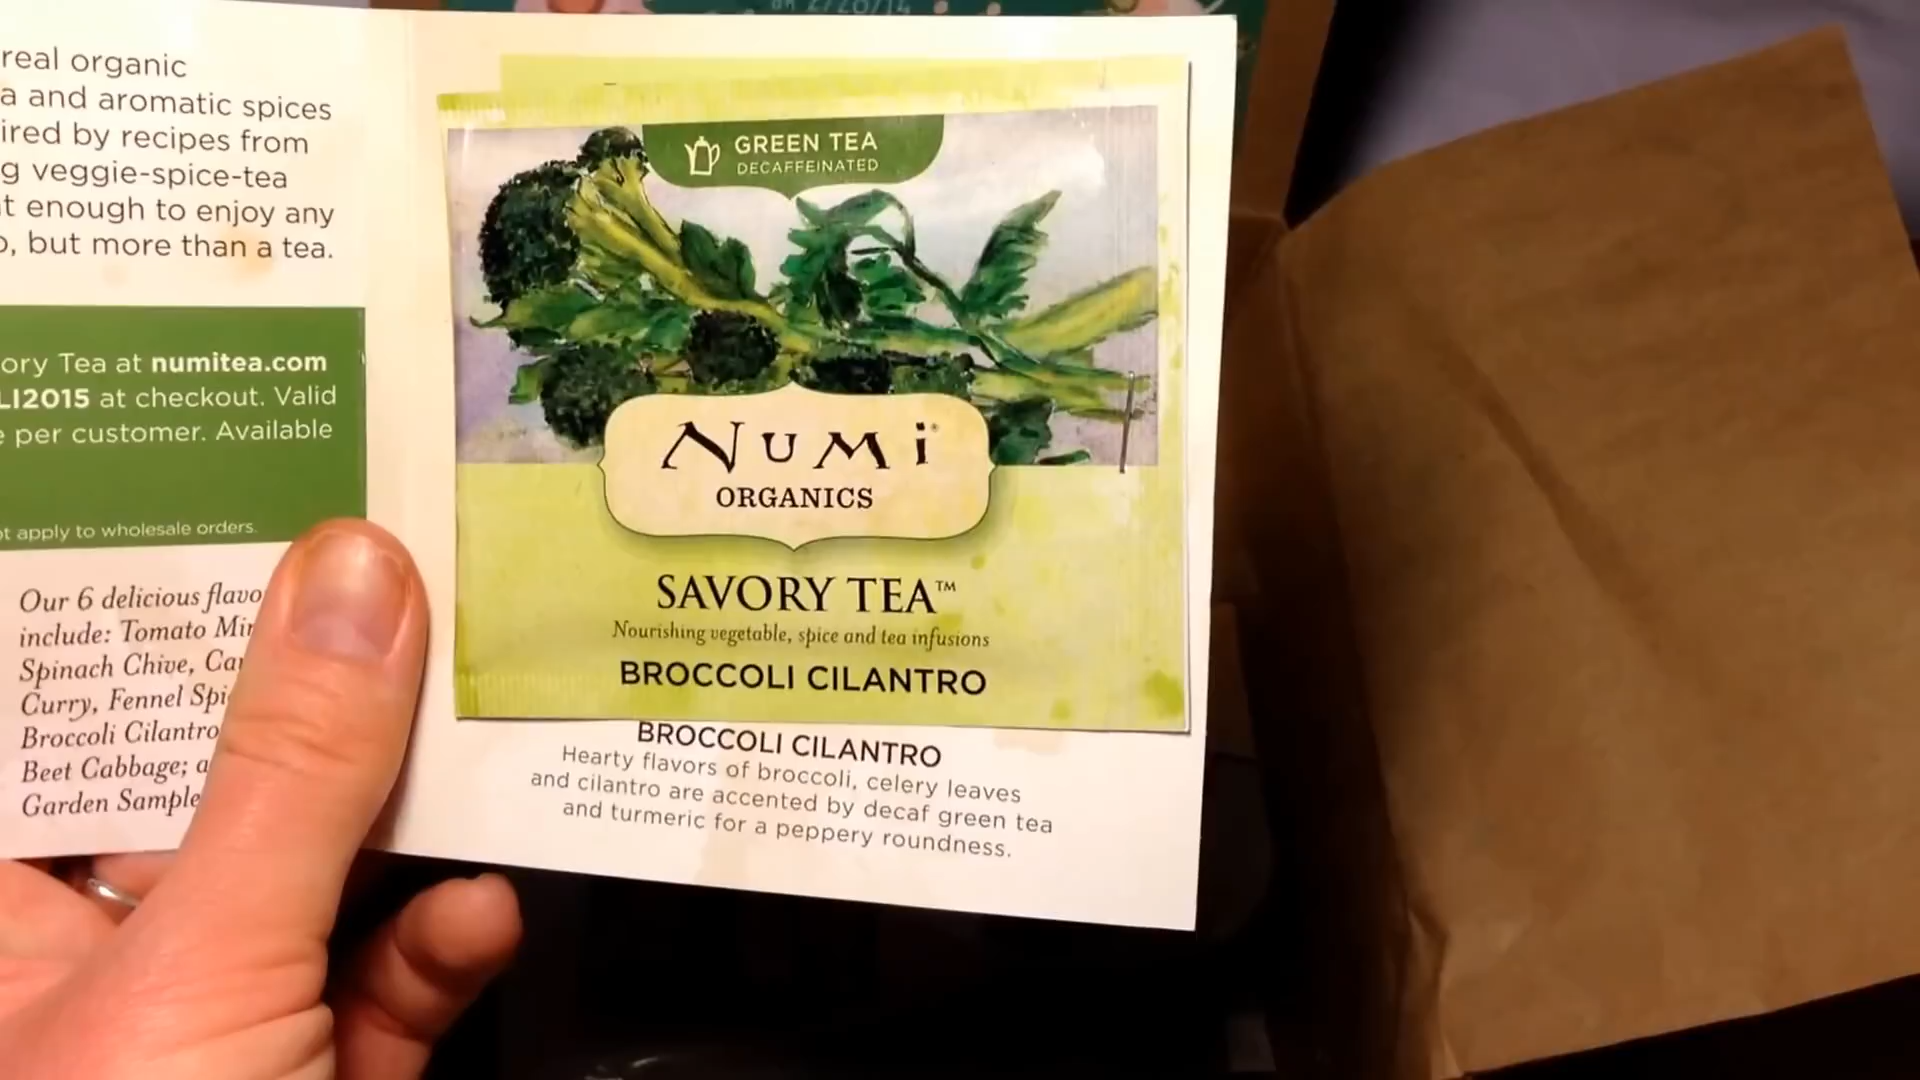 real organic
a and aromatic spices
ired by recipes from
g veggie-spice-tea
t enough to enjoy any
, but more than a tea.
ory Tea at numitea.com
LI2015 at checkout. Valid
e per customer. Available
ot apply to wholesale orders.
Our 6 delicious flavo
include: Tomato Min
Spinach Chive, Car
Curry, Fennel Spi
Broccoli Cilantro
Beet Cabbage; a
Garden Sample
GREEN TEA
DECAFFEINATED
NUMi®
ORGANICS
SAVORY TEA™
Nourishing vegetable, spice and tea infusions
BROCCOLI CILANTRO
BROCCOLI CILANTRO
Hearty flavors of broccoli, celery leaves
and cilantro are accented by decaf green tea
and turmeric for a peppery roundness.